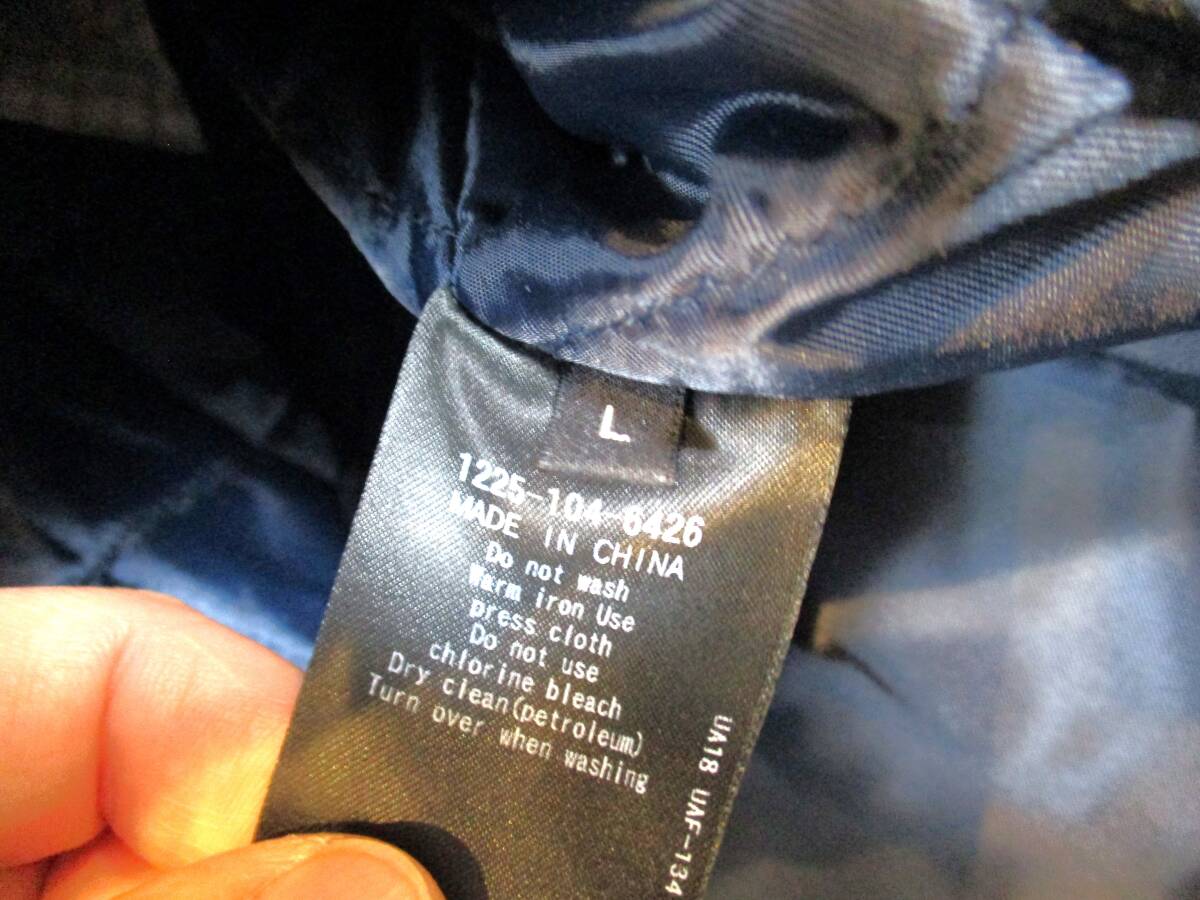 L
1225-104-6426
MADE IN CHINA
Do not wash
Warm iron Use
press cloth
Do not use
chlorine bleach
Dry clean(petroleum)
Turn over when washing
UA18 UAF-134